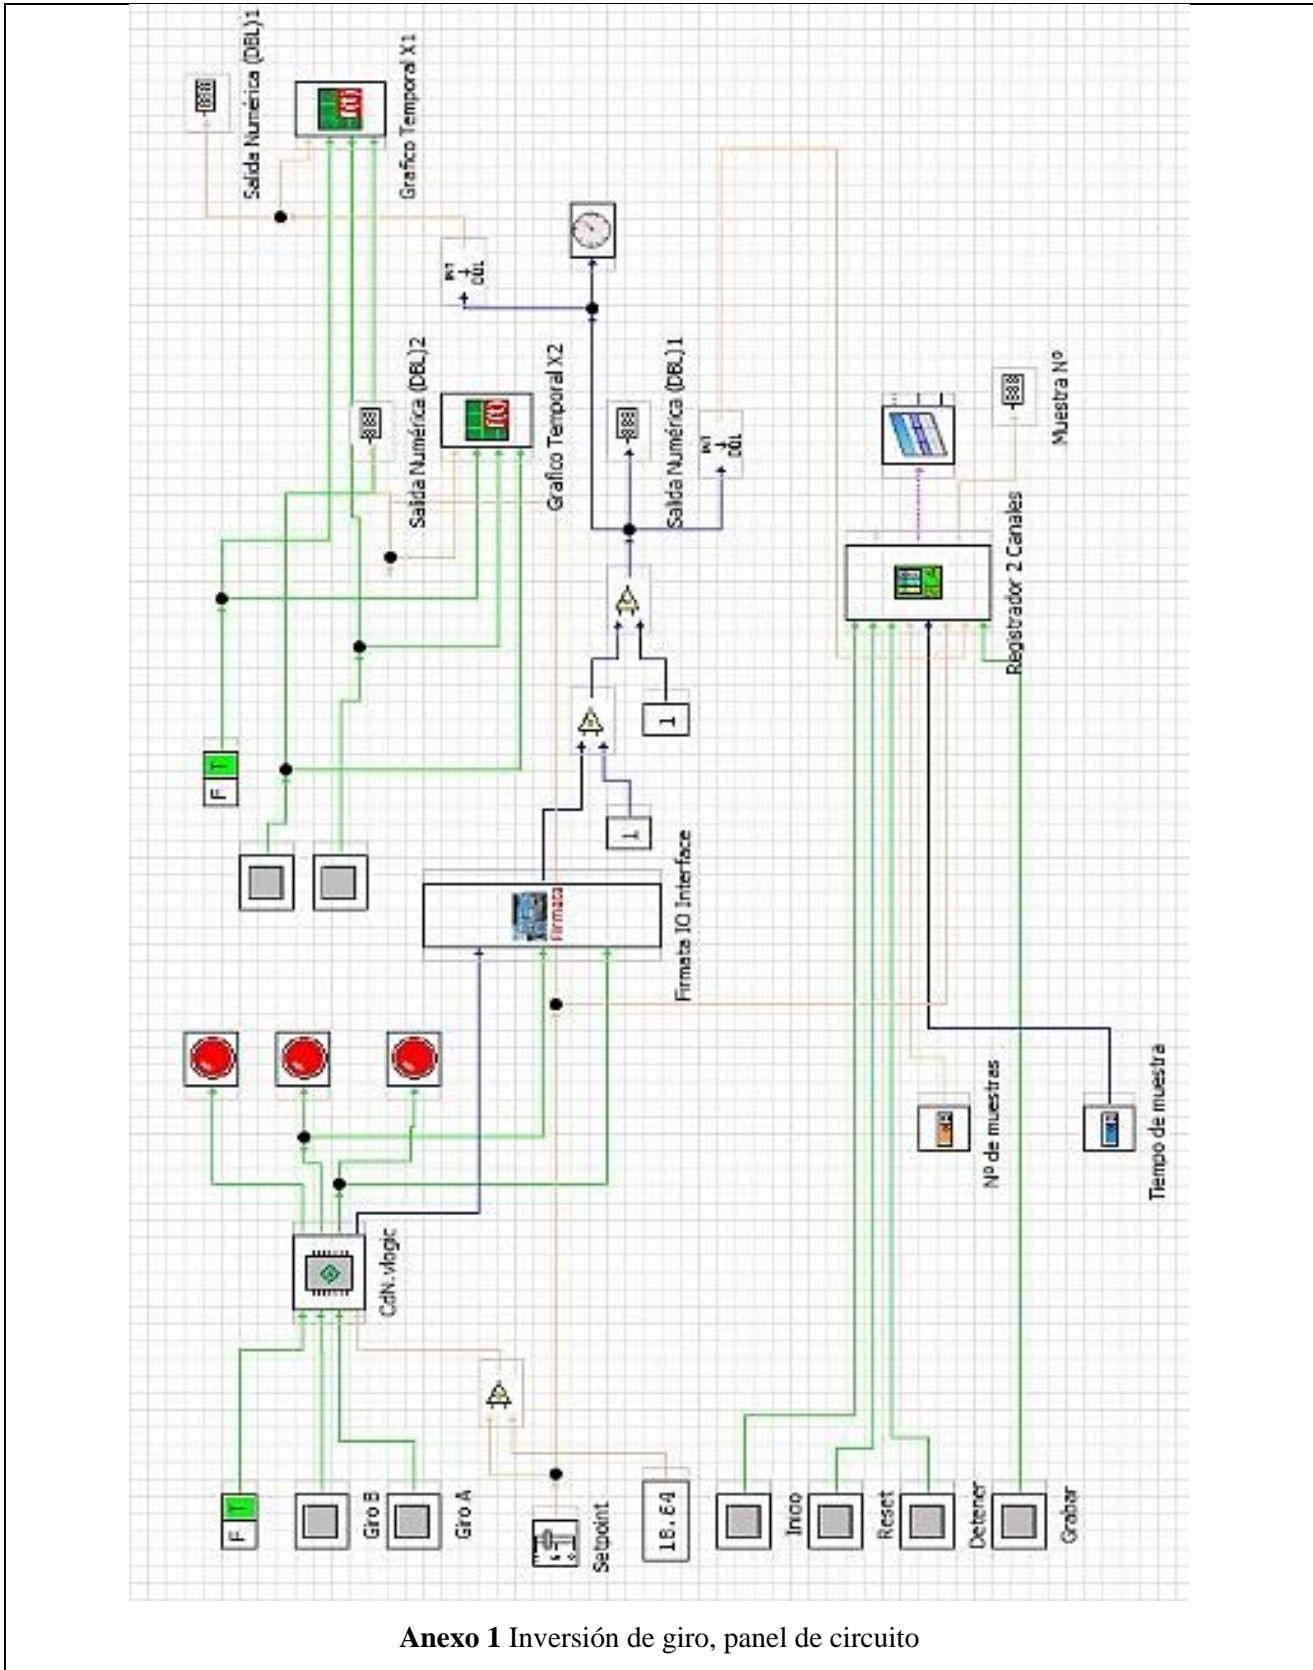 Salida Numérica (DBL)1
f(t)
Grafico Temporal X1
INT
DBL
Salida Numérica (DBL)2
f(t)
Grafico Temporal X2
Salida Numérica (DBL)1
INT
DBL
Muestra Nº
Registrador 2 Canales
F T
1
1
Firmata
Firmata IO Interface
Nº de muestras
Tiempo de muestra
CdN.vlogic
F T
Giro B
Giro A
Setpoint
18.64
Inicio
Reset
Detener
Grabar
Anexo 1 Inversión de giro, panel de circuito